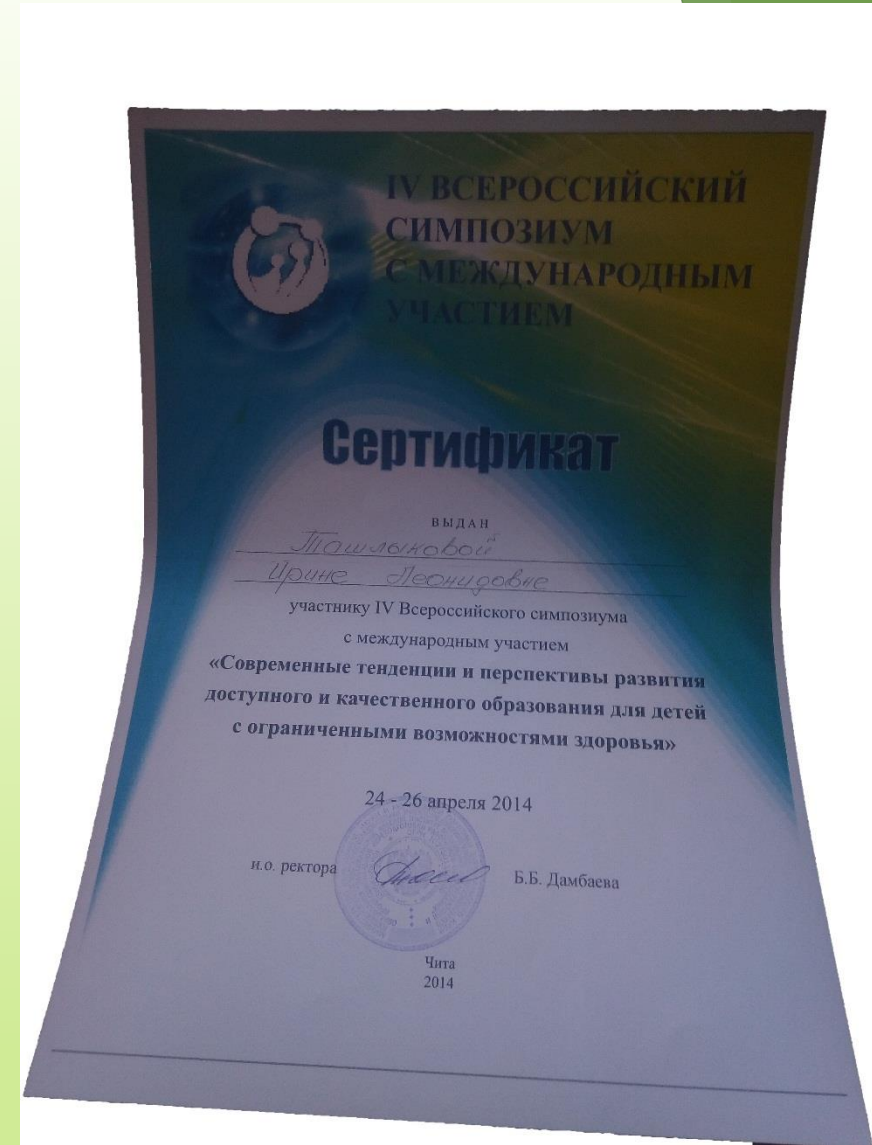 IV ВСЕРОССИЙСКИЙ
СИМПОЗИУМ
С МЕЖДУНАРОДНЫМ
УЧАСТИЕМ
Сертификат
ВЫДАН
Ташлыковой
Ирине Леонидовне
участнику IV Всероссийского симпозиума
с международным участием
«Современные тенденции и перспективы развития
доступного и качественного образования для детей
с ограниченными возможностями здоровья»
24 - 26 апреля 2014
и.о. ректора Б.Б. Дамбаева
Чита
2014